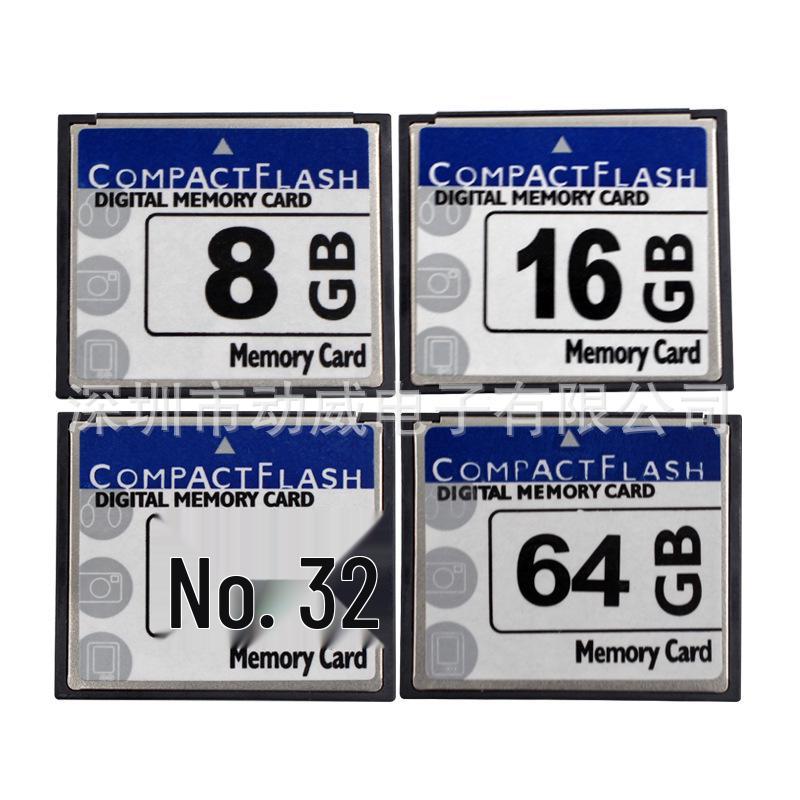 COMPACTFLASH
DIGITAL MEMORY CARD
8 GB
Memory Card
COMPACTFLASH
DIGITAL MEMORY CARD
16 GB
Memory Card
深圳市动威电子有限公司
COMPACTFLASH
DIGITAL MEMORY CARD
No. 32
Memory Card
COMPACTFLASH
DIGITAL MEMORY CARD
64 GB
Memory Card